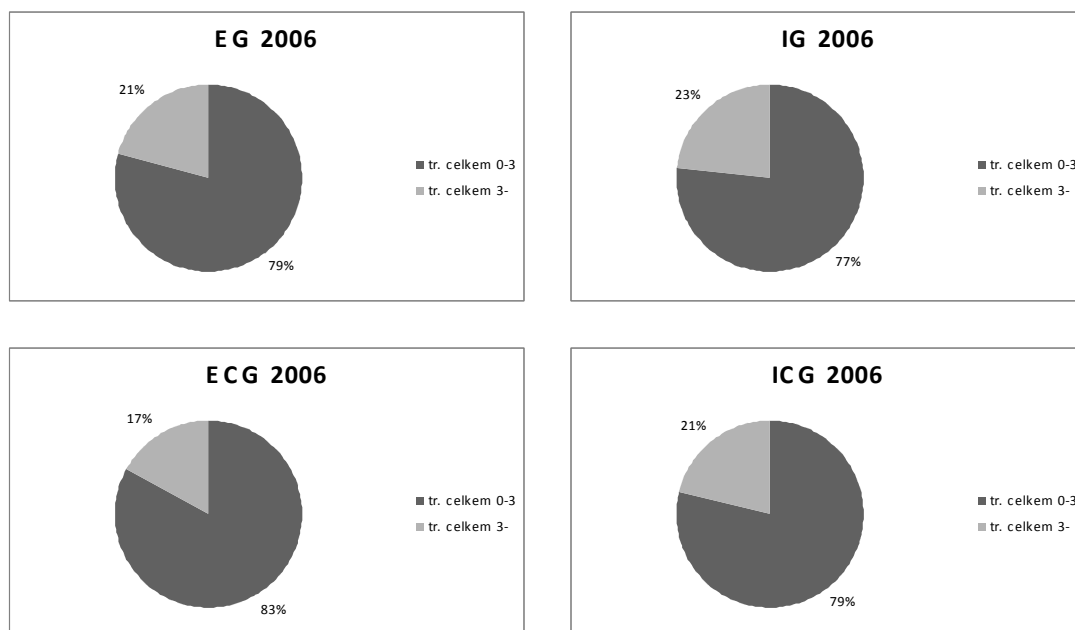 EG 2006
21%
tr. celkem 0-3
tr. celkem 3-
79%
IG 2006
23%
tr. celkem 0-3
tr. celkem 3-
77%
ECG 2006
17%
tr. celkem 0-3
tr. celkem 3-
83%
ICG 2006
21%
tr. celkem 0-3
tr. celkem 3-
79%